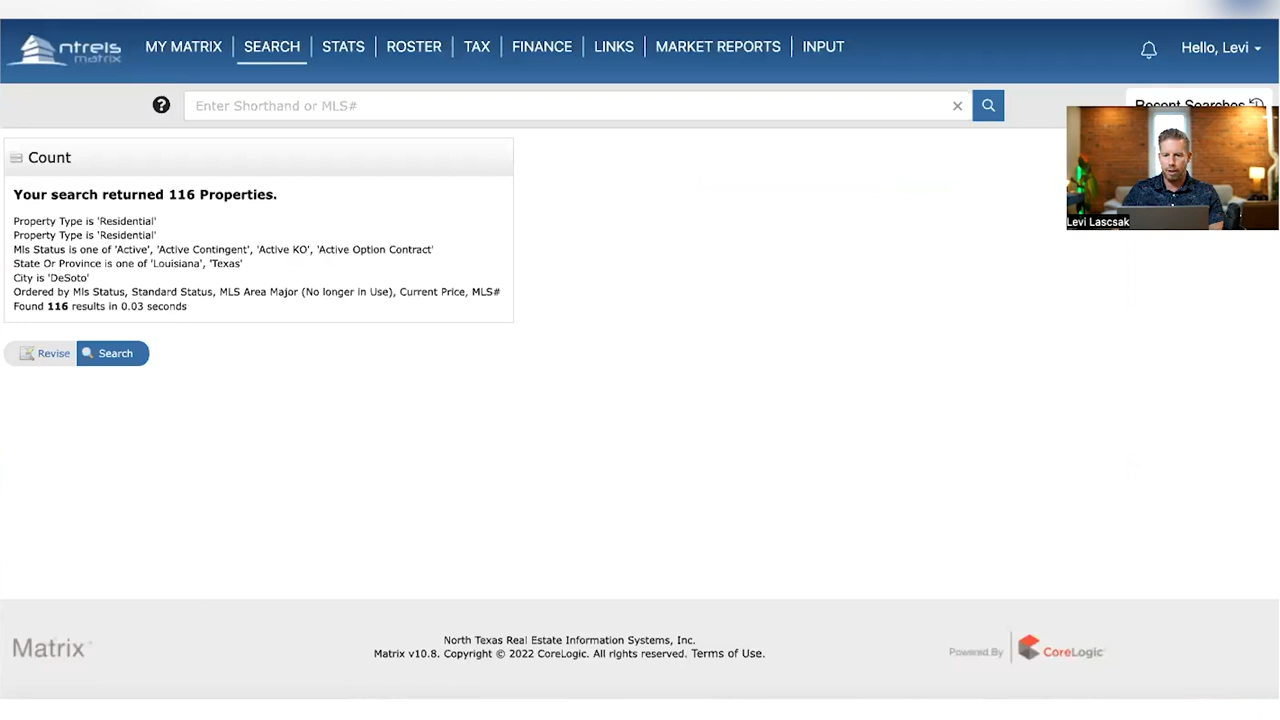 ntreis
matrix
MY MATRIX
SEARCH
STATS
ROSTER
TAX
FINANCE
LINKS
MARKET REPORTS
INPUT
Hello, Levi
Enter Shorthand or MLS#
Recent Searches
Count
Your search returned 116 Properties.
Property Type is 'Residential'
Property Type is 'Residential'
Mls Status is one of 'Active', 'Active Contingent', 'Active KO', 'Active Option Contract'
State Or Province is one of 'Louisiana', 'Texas'
City is 'DeSoto'
Ordered by Mls Status, Standard Status, MLS Area Major (No longer in Use), Current Price, MLS#
Found 116 results in 0.03 seconds
Revise
Search
Levi Lascsak
Matrix
North Texas Real Estate Information Systems, Inc.
Matrix v10.8. Copyright © 2022 CoreLogic. All rights reserved. Terms of Use.
Powered By
CoreLogic